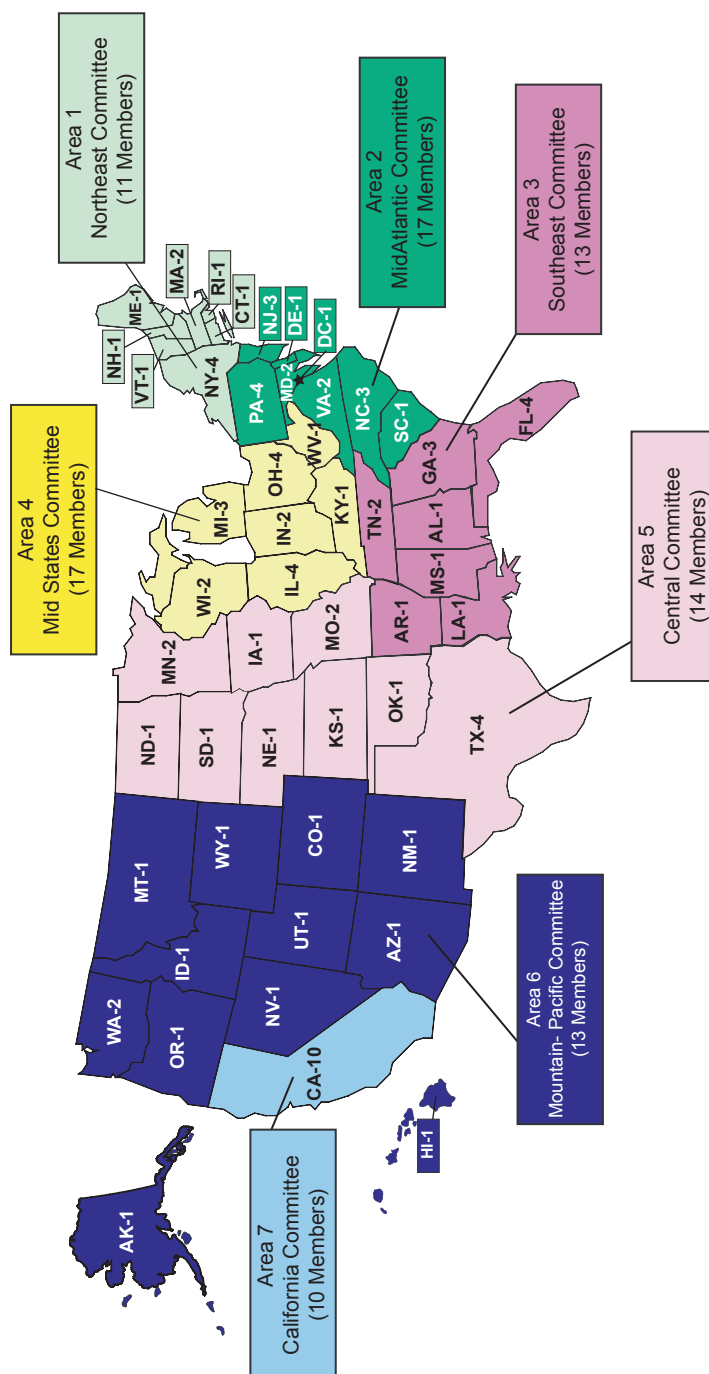 Area 1
Northeast Committee
(11 Members)
Area 2
MidAtlantic Committee
(17 Members)
Area 3
Southeast Committee
(13 Members)
Area 4
Mid States Committee
(17 Members)
Area 5
Central Committee
(14 Members)
Area 6
Mountain- Pacific Committee
(13 Members)
Area 7
California Committee
(10 Members)
AK-1
HI-1
WA-2
OR-1
CA-10
ID-1
NV-1
MT-1
WY-1
UT-1
AZ-1
CO-1
NM-1
ND-1
SD-1
NE-1
KS-1
OK-1
TX-4
MN-2
IA-1
MO-2
AR-1
LA-1
WI-2
IL-4
MI-3
IN-2
OH-4
KY-1
WV-1
TN-2
MS-1
AL-1
GA-3
FL-4
SC-1
NC-3
VA-2
MD-2
DC-1
DE-1
NJ-3
PA-4
NY-4
VT-1
NH-1
ME-1
MA-2
RI-1
CT-1